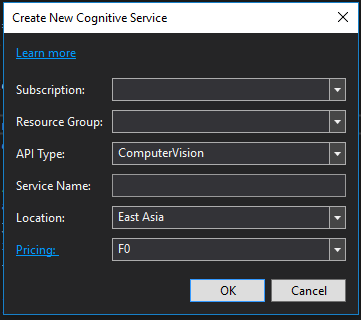 Create New Cognitive Service
Learn more
Subscription:
Resource Group:
API Type: ComputerVision
Service Name:
Location: East Asia
Pricing: F0
OK Cancel